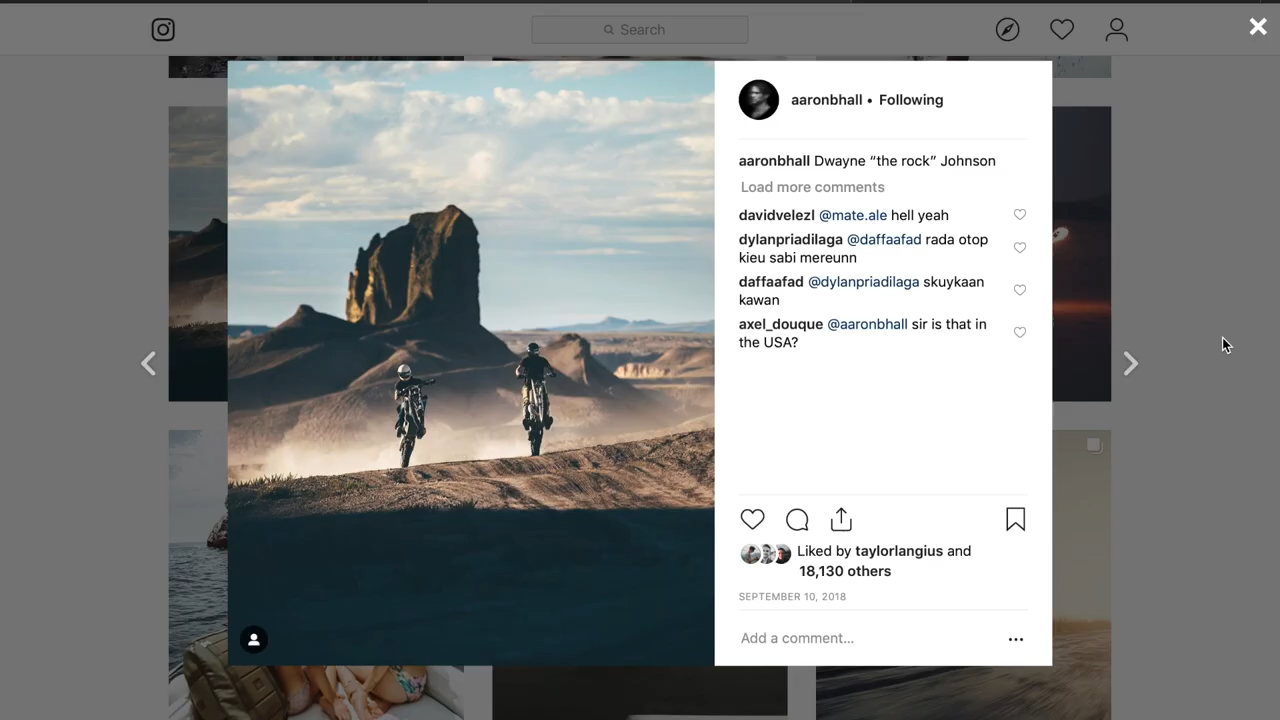 Search
aaronbhall • Following
aaronbhall Dwayne “the rock” Johnson
Load more comments
davidvelezl @mate.ale hell yeah
dylanpriadilaga @daffaafad rada otop
kieu sabi mereunn
daffaafad @dylanpriadilaga skuykaan
kawan
axel_douque @aaronbhall sir is that in
the USA?
Liked by taylorlangius and
18,130 others
SEPTEMBER 10, 2018
Add a comment...